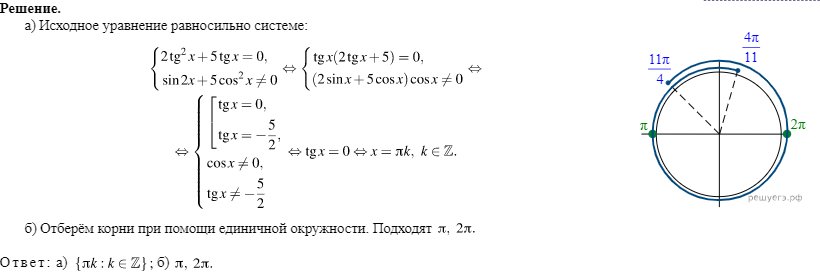 Решение.
а) Исходное уравнение равносильно системе:
{2tg²x+5tgx=0, sin2x+5cos²x≠0 ⇔ {tgx(2tgx+5)=0, (2sinx+5cosx)cosx≠0 ⇔
⇔ {[tgx=0, tgx=−5/2, cosx≠0, tgx≠−5/2 ⇔ tgx=0⇔x=πk, k∈ℤ.
б) Отберём корни при помощи единичной окружности. Подходят π, 2π.
Ответ: а) {πk : k∈ℤ}; б) π, 2π.
4π/11
11π/4
π
2π
решуегэ.рф